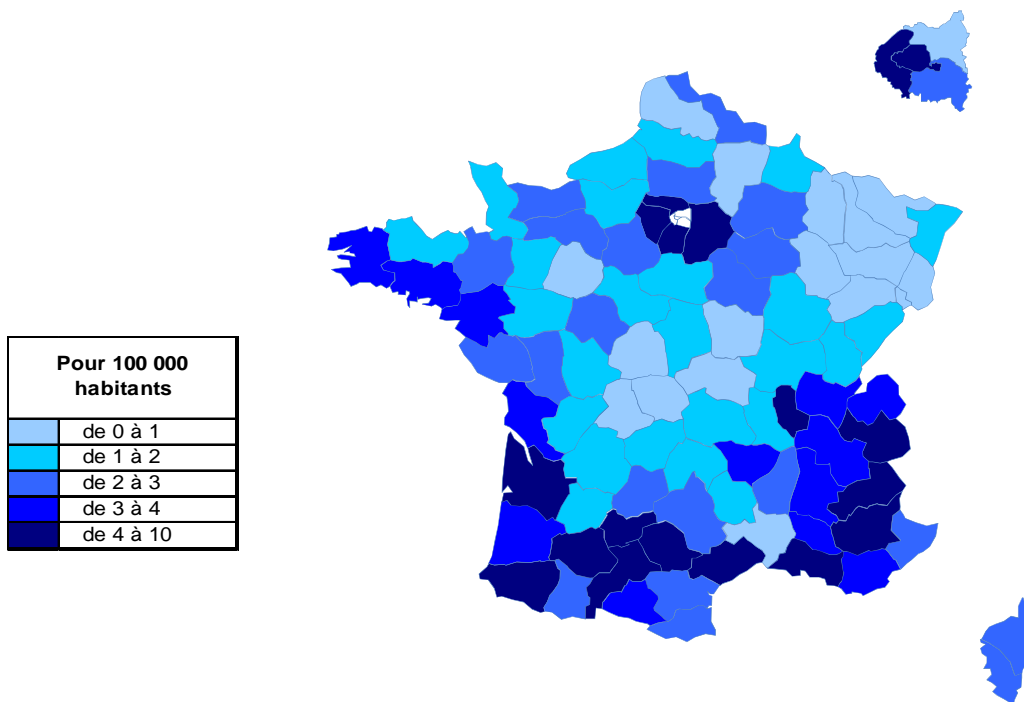 Pour 100 000
habitants
de 0 à 1
de 1 à 2
de 2 à 3
de 3 à 4
de 4 à 10